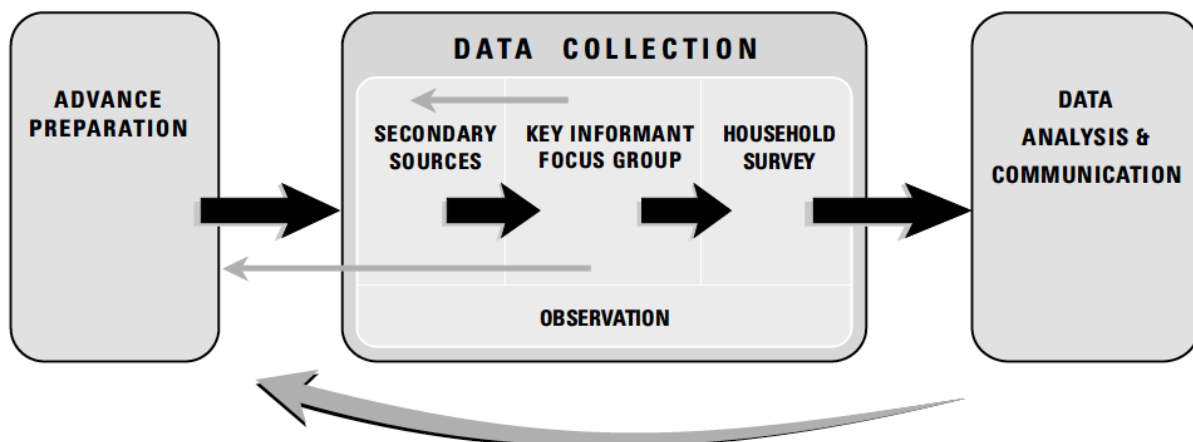 ADVANCE
PREPARATION
DATA COLLECTION
SECONDARY
SOURCES
KEY INFORMANT
FOCUS GROUP
HOUSEHOLD
SURVEY
OBSERVATION
DATA
ANALYSIS &
COMMUNICATION